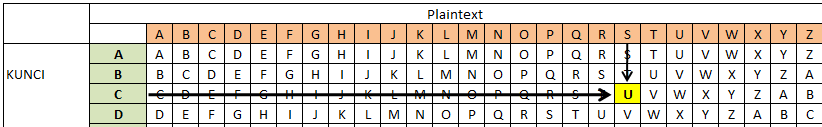 Plaintext
A B C D E F G H I J K L M N O P Q R S T U V W X Y Z
A A B C D E F G H I J K L M N O P Q R S T U V W X Y Z
KUNCI B B C D E F G H I J K L M N O P Q R S U V W X Y Z A
C C D E F G H I J K L M N O P Q R S U V W X Y Z A B
D D E F G H I J K L M N O P Q R S T U V W X Y Z A B C